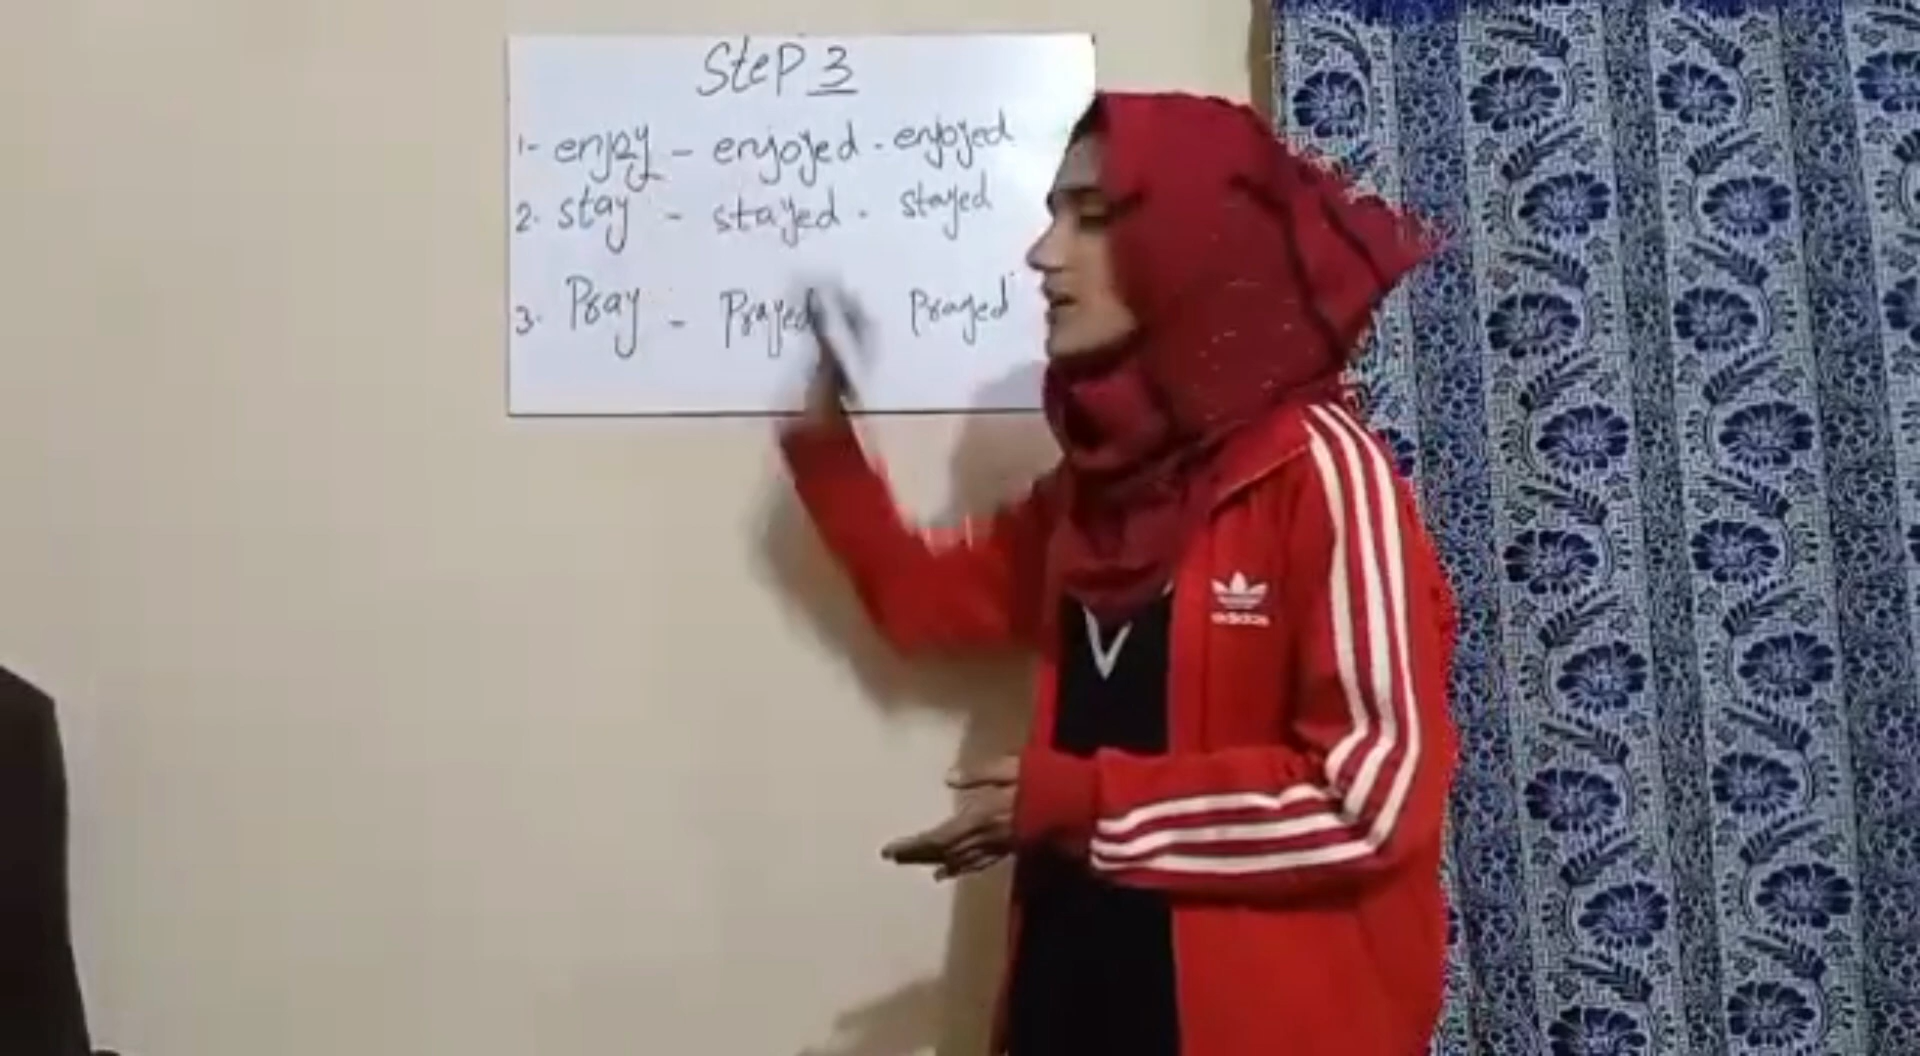 SteP 3
1- enjoy - enjoyed - enjoyed
2. stay - stayed - stayed
3. Pray - Prayed Prayed
adidas